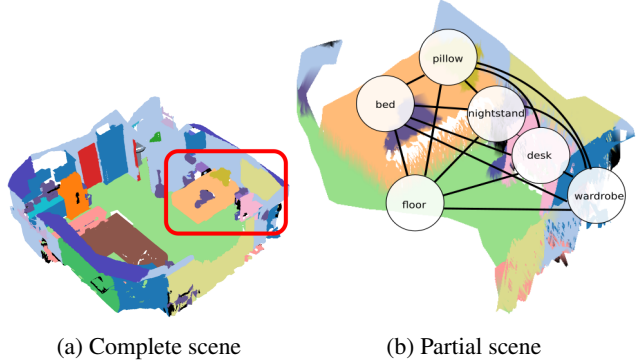 pillow
bed
nightstand
desk
wardrobe
floor
(a) Complete scene
(b) Partial scene